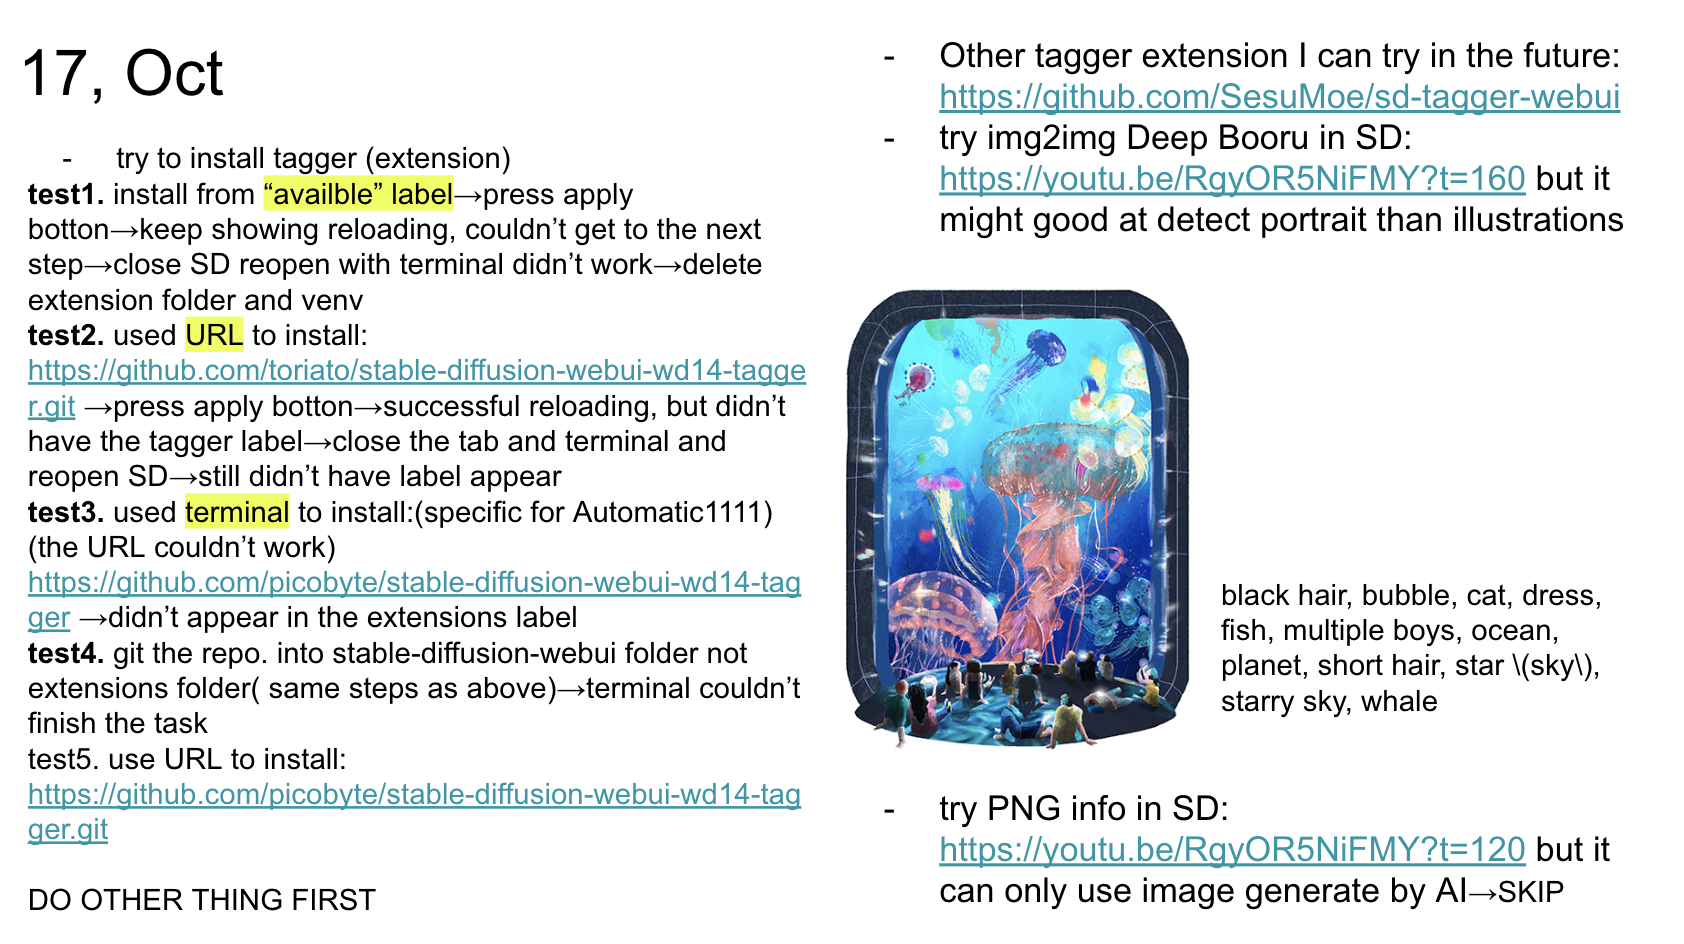 17, Oct
- try to install tagger (extension)
test1. install from “availble” label→press apply
botton→keep showing reloading, couldn’t get to the next
step→close SD reopen with terminal didn’t work→delete
extension folder and venv
test2. used URL to install:
https://github.com/toriato/stable-diffusion-webui-wd14-tagge
r.git →press apply botton→successful reloading, but didn’t
have the tagger label→close the tab and terminal and
reopen SD→still didn’t have label appear
test3. used terminal to install:(specific for Automatic1111)
(the URL couldn’t work)
https://github.com/picobyte/stable-diffusion-webui-wd14-tag
ger →didn’t appear in the extensions label
test4. git the repo. into stable-diffusion-webui folder not
extensions folder( same steps as above)→terminal couldn’t
finish the task
test5. use URL to install:
https://github.com/picobyte/stable-diffusion-webui-wd14-tag
ger.git
DO OTHER THING FIRST
- Other tagger extension I can try in the future:
https://github.com/SesuMoe/sd-tagger-webui
- try img2img Deep Booru in SD:
https://youtu.be/RgyOR5NiFMY?t=160 but it
might good at detect portrait than illustrations
black hair, bubble, cat, dress,
fish, multiple boys, ocean,
planet, short hair, star \(sky\),
starry sky, whale
- try PNG info in SD:
https://youtu.be/RgyOR5NiFMY?t=120 but it
can only use image generate by AI→SKIP